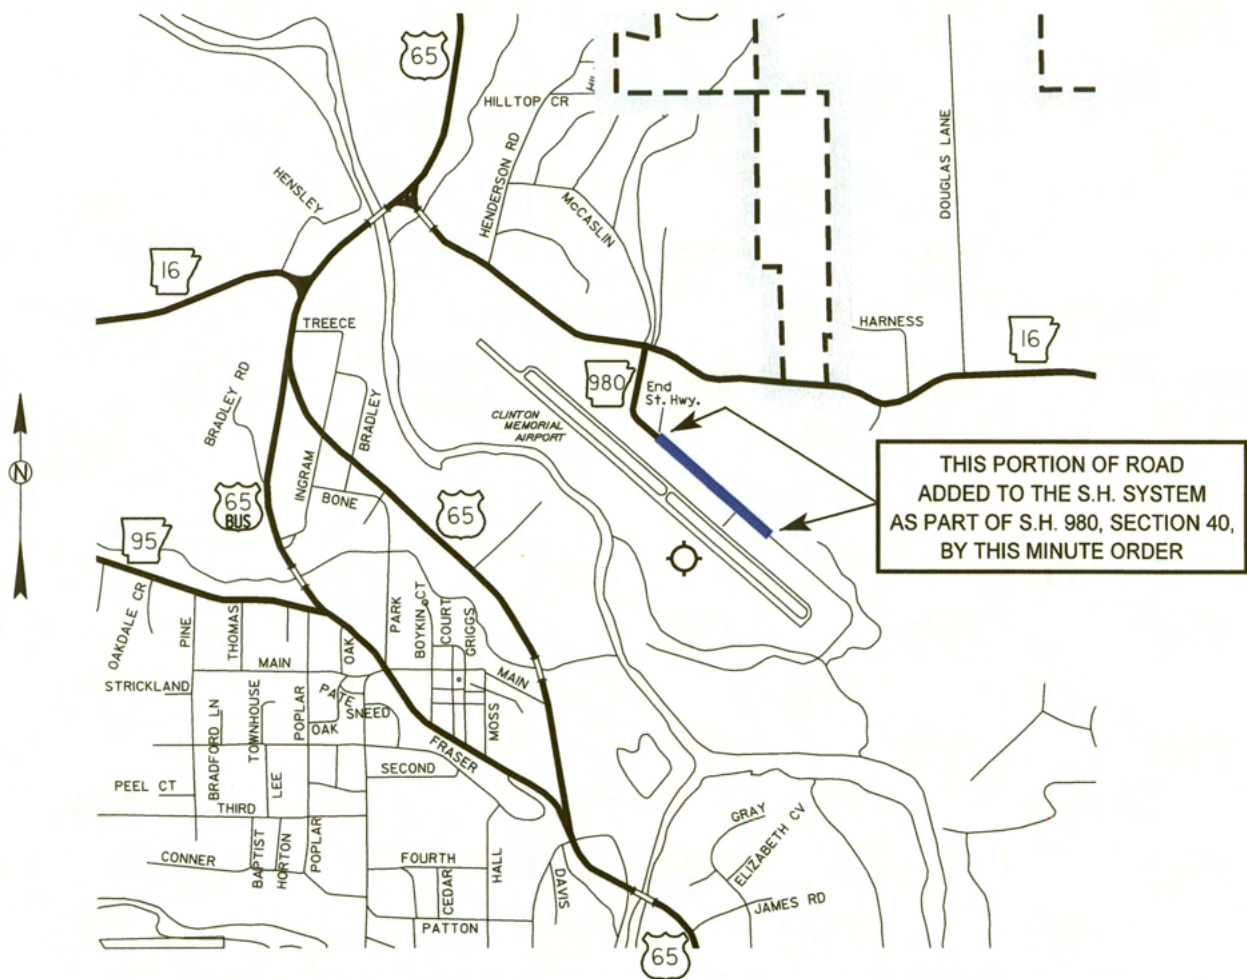 65
HILLTOP CR
HENSLEY
HENDERSON RD
McCASLIN
DOUGLAS LANE
16
TREECE
HARNESS
16
980
End
St. Hwy.
BRADLEY RD
BRADLEY
CLINTON
MEMORIAL
AIRPORT
INGRAM
BONE
N
65
BUS
65
THIS PORTION OF ROAD
ADDED TO THE S.H. SYSTEM
AS PART OF S.H. 980, SECTION 40,
BY THIS MINUTE ORDER
95
OAKDALE CR
PINE
THOMAS
OAK
PARK
BOYKIN CT
COURT
GRIGGS
MAIN
MAIN
STRICKLAND
PATE
SNEED
OAK
BRADFORD LN
TOWNHOUSE
POPLAR
MOSS
FRASER
SECOND
PEEL CT
LEE
THIRD
GRAY
ELIZABETH CV
BAPTIST
HORTON
POPLAR
CONNER
FOURTH
CEDAR
HALL
DAVIS
JAMES RD
PATTON
65